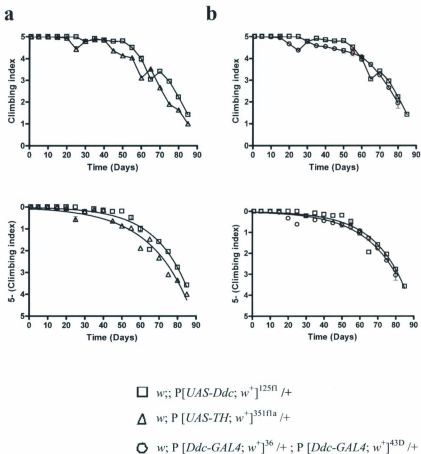 a
b
Climbing index
5
4
3
2
1
0
0 10 20 30 40 50 60 70 80 90
Time (Days)
Climbing index
5
4
3
2
1
0
0 10 20 30 40 50 60 70 80 90
Time (Days)
5- (Climbing index)
0
1
2
3
4
5
0 10 20 30 40 50 60 70 80 90
Time (Days)
5- (Climbing index)
0
1
2
3
4
5
0 10 20 30 40 50 60 70 80 90
Time (Days)
w;; P[UAS-Ddc; w+]125f1 /+
w; P[UAS-TH; w+]351f1a /+
w; P [Ddc-GAL4; w+]36 /+ ; P [Ddc-GAL4; w+]43D /+